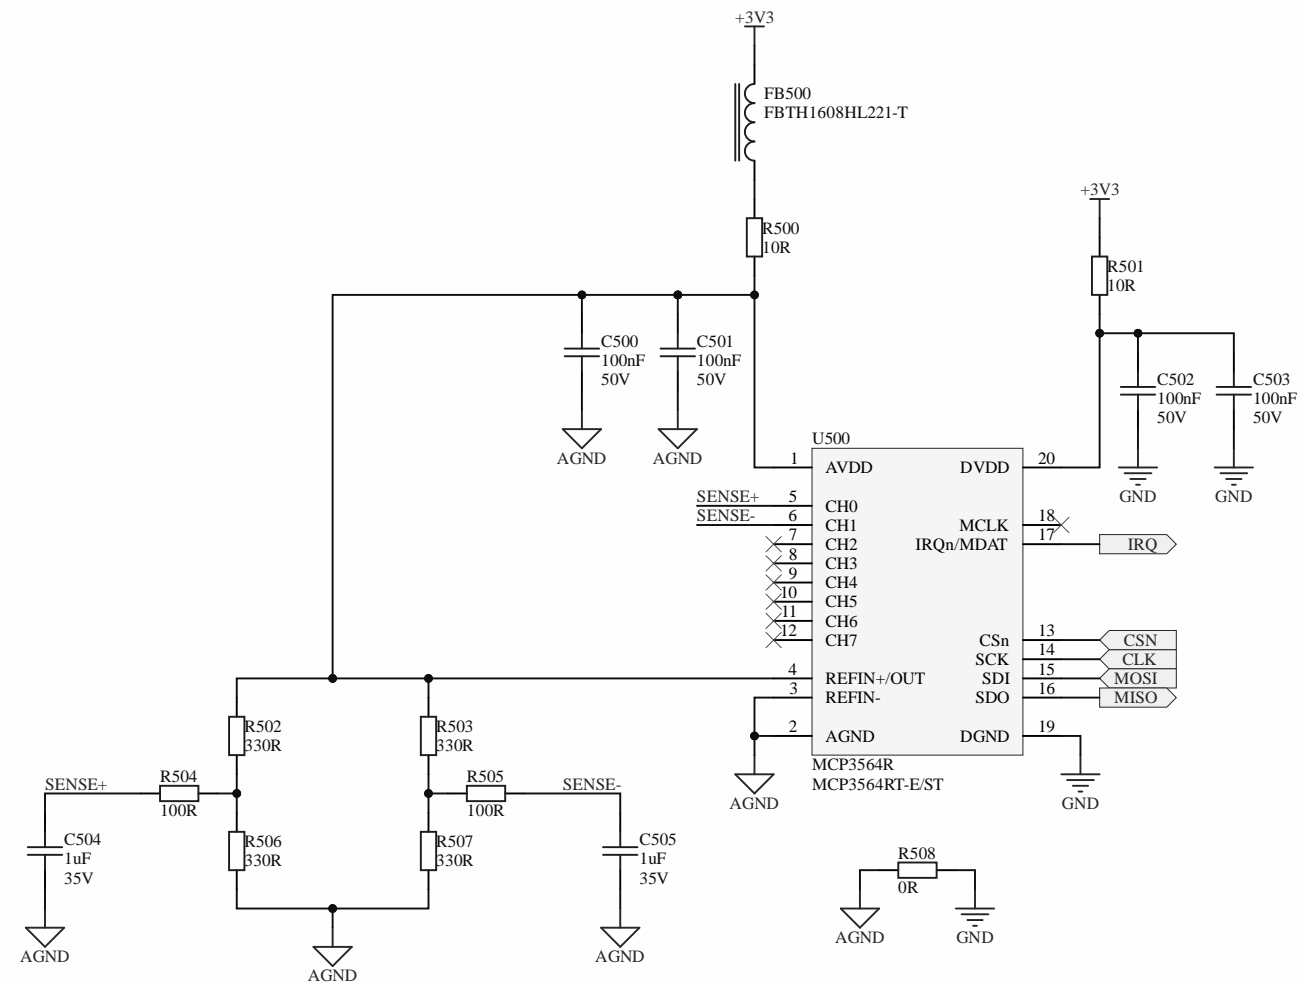 +3V3
FB500
FBTH1608HL221-T
+3V3
R500
10R
R501
10R
C500
100nF
50V
C501
100nF
50V
C502
100nF
50V
C503
100nF
50V
AGND
AGND
GND
GND
U500
1 AVDD DVDD 20
SENSE+ 5 CH0
SENSE- 6 CH1 MCLK 18
7 CH2 IRQn/MDAT 17 IRQ
8 CH3
9 CH4
10 CH5
11 CH6
12 CH7 CSn 13 CSN
SCK 14 CLK
4 REFIN+/OUT SDI 15 MOSI
3 REFIN- SDO 16 MISO
2 AGND DGND 19
MCP3564R
MCP3564RT-E/ST
AGND
GND
R502
330R
R503
330R
SENSE+
R504
100R
R505
100R
SENSE-
C504
1uF
35V
R506
330R
R507
330R
C505
1uF
35V
R508
0R
AGND
GND
AGND
AGND
AGND